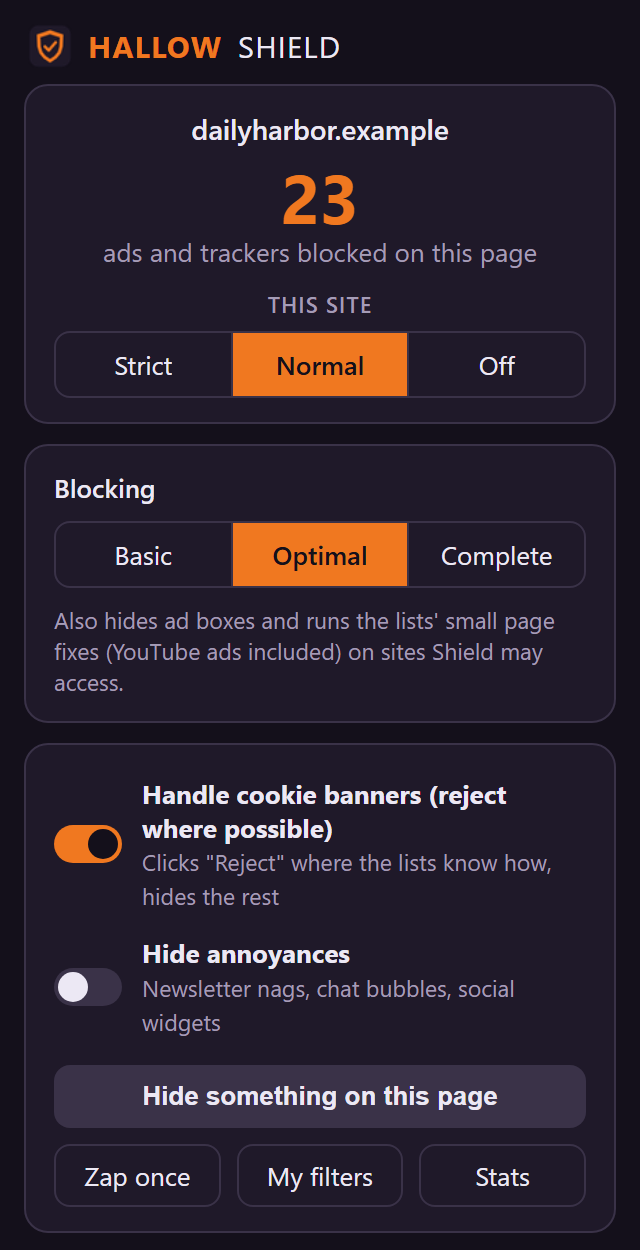 HALLOW SHIELD
dailyharbor.example
23
ads and trackers blocked on this page
THIS SITE
Strict Normal Off
Blocking
Basic Optimal Complete
Also hides ad boxes and runs the lists' small page
fixes (YouTube ads included) on sites Shield may
access.
Handle cookie banners (reject
where possible)
Clicks "Reject" where the lists know how,
hides the rest
Hide annoyances
Newsletter nags, chat bubbles, social
widgets
Hide something on this page
Zap once My filters Stats